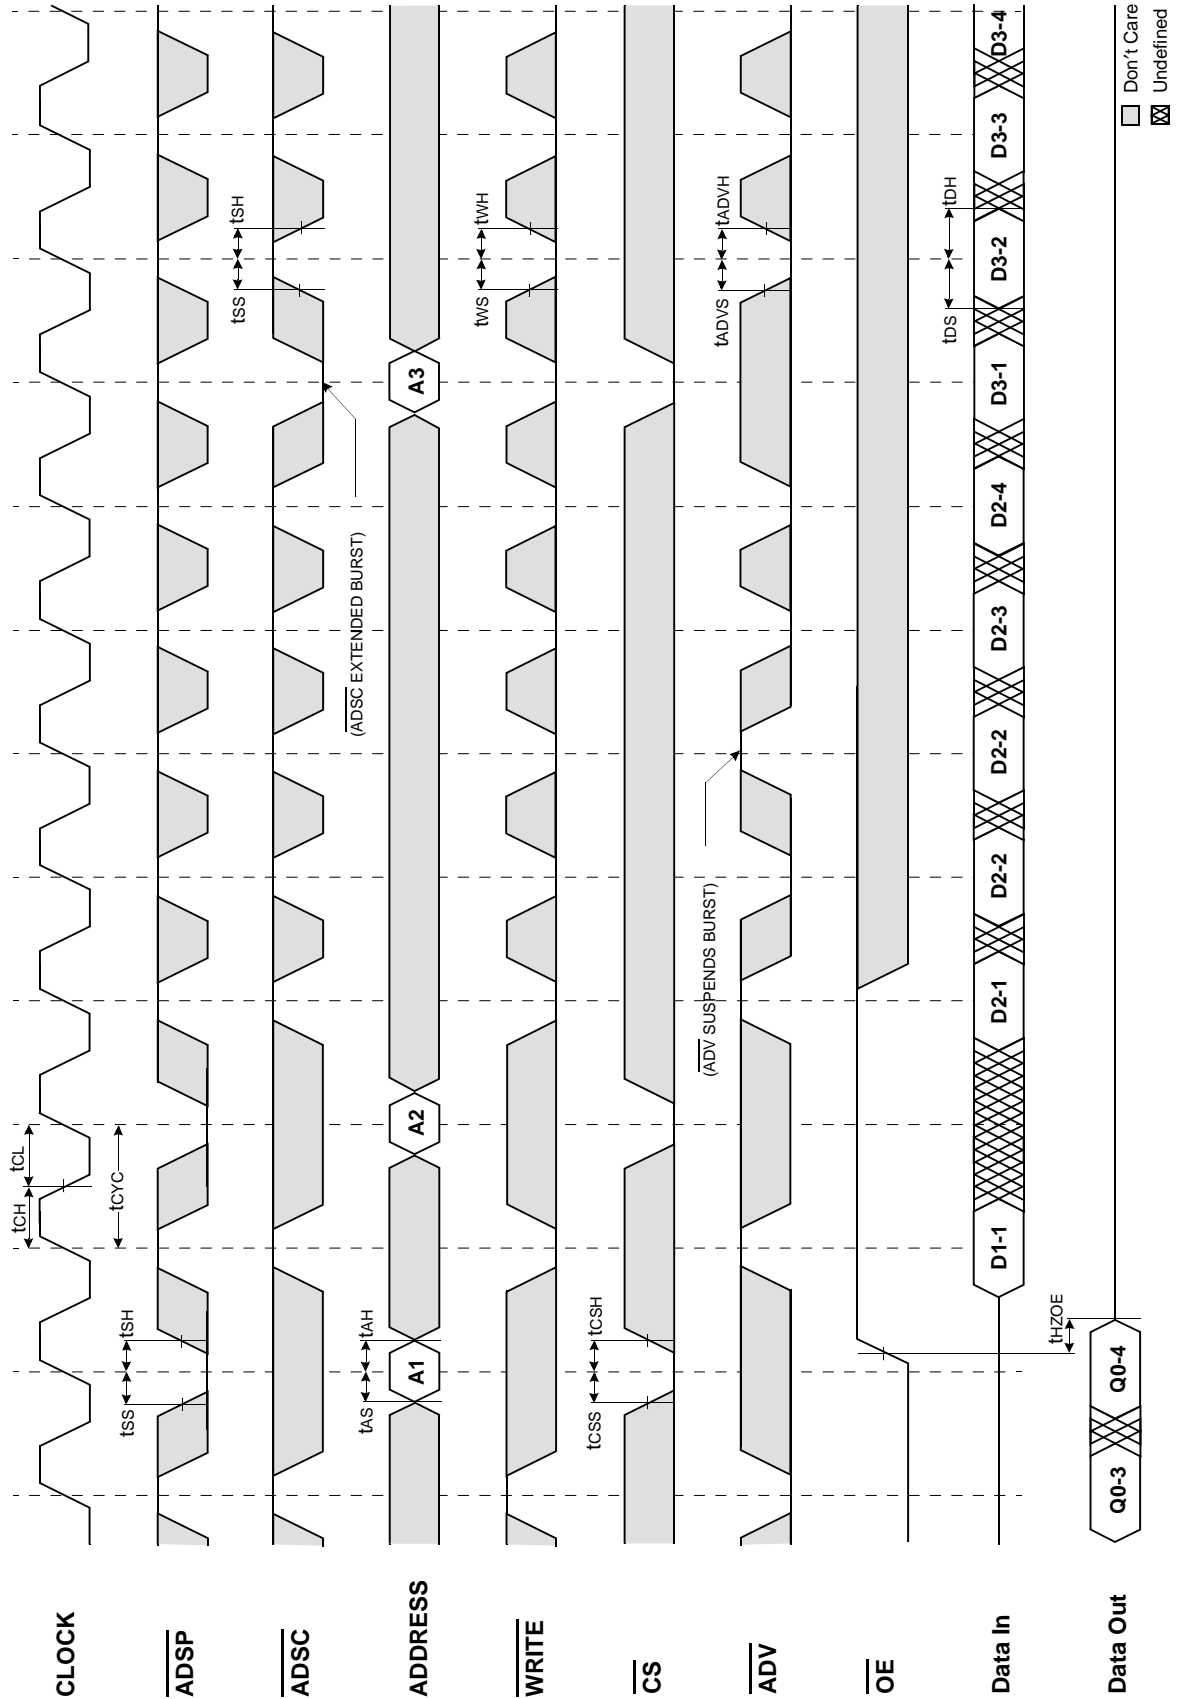 CLOCK
tCH
tCL
tCYC
ADSP
tSS
tSH
ADSC
tSS
tSH
(ADSC EXTENDED BURST)
ADDRESS
tAS
tAH
A1
A2
A3
WRITE
tWS
tWH
CS
tCSS
tCSH
ADV
(ADV SUSPENDS BURST)
tADVS
tADVH
OE
Data In
D1-1
D2-1
D2-2
D2-2
D2-3
D2-4
D3-1
D3-2
D3-3
D3-4
tDS
tDH
tHZOE
Data Out
Q0-3
Q0-4
Don't Care
Undefined